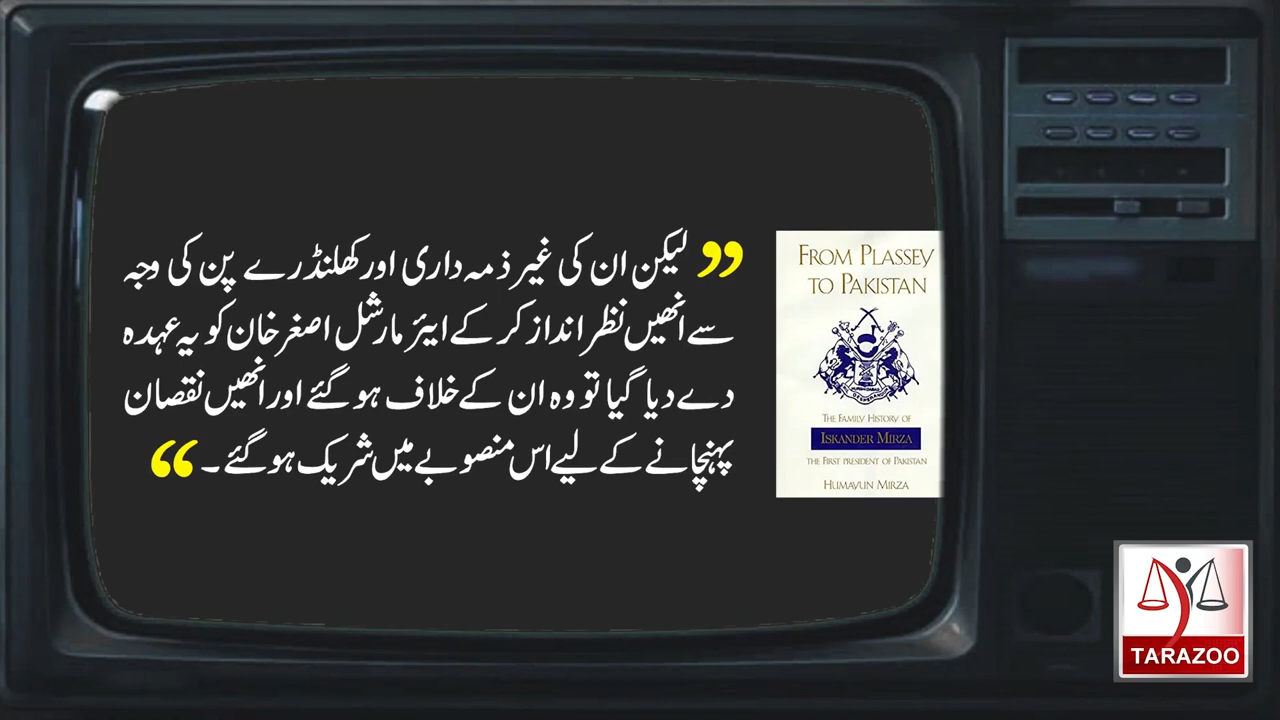 لیکن ان کی غیر ذمہ داری اور کھلنڈرے پن کی وجہ
سے انھیں نظر انداز کر کے ایئر مارشل اصغر خان کو یہ عہدہ
دے دیا گیا تو وہ ان کے خلاف ہو گئے اور انھیں نقصان
پہنچانے کے لیے اس منصوبے میں شریک ہو گئے۔
FROM PLASSEY
TO PAKISTAN
THE FAMILY HISTORY OF
ISKANDER MIRZA
THE FIRST PRESIDENT OF PAKISTAN
HUMAYUN MIRZA
TARAZOO